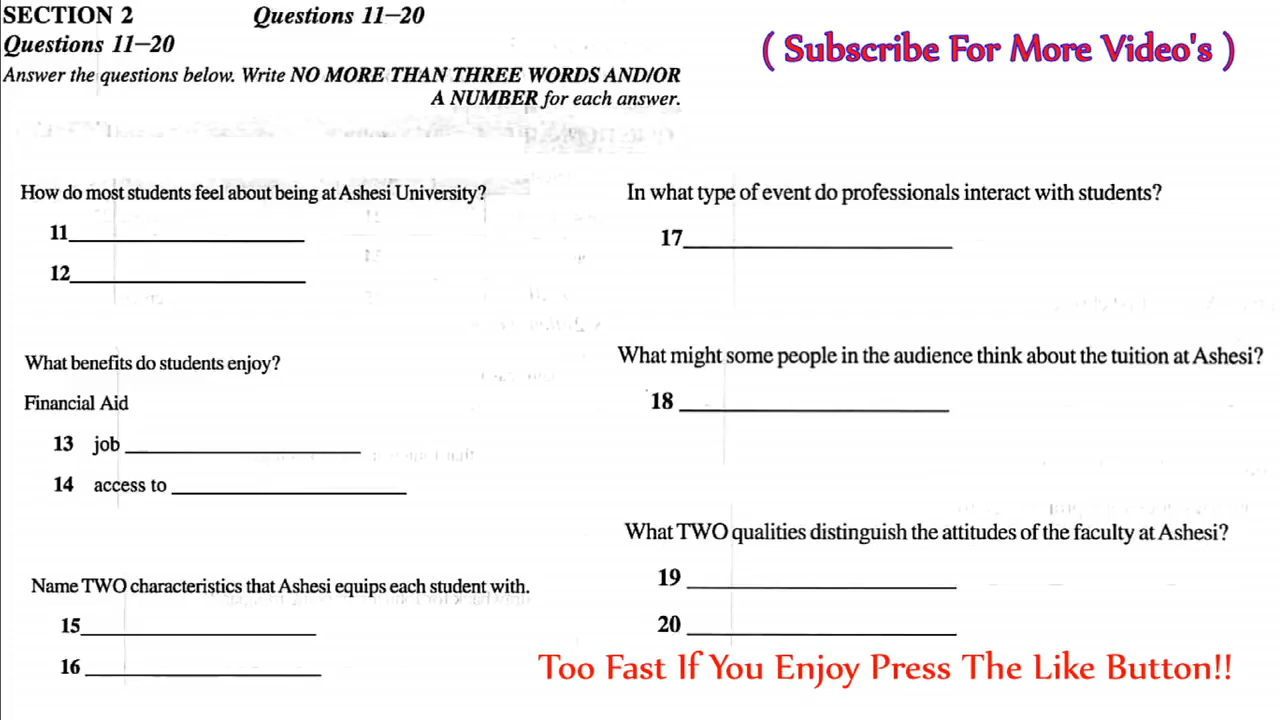 SECTION 2 Questions 11–20
Questions 11–20
Answer the questions below. Write NO MORE THAN THREE WORDS AND/OR
A NUMBER for each answer.
( Subscribe For More Video's )
How do most students feel about being at Ashesi University?
11
12
What benefits do students enjoy?
Financial Aid
13 job
14 access to
Name TWO characteristics that Ashesi equips each student with.
15
16
In what type of event do professionals interact with students?
17
What might some people in the audience think about the tuition at Ashesi?
18
What TWO qualities distinguish the attitudes of the faculty at Ashesi?
19
20
Too Fast If You Enjoy Press The Like Button!!